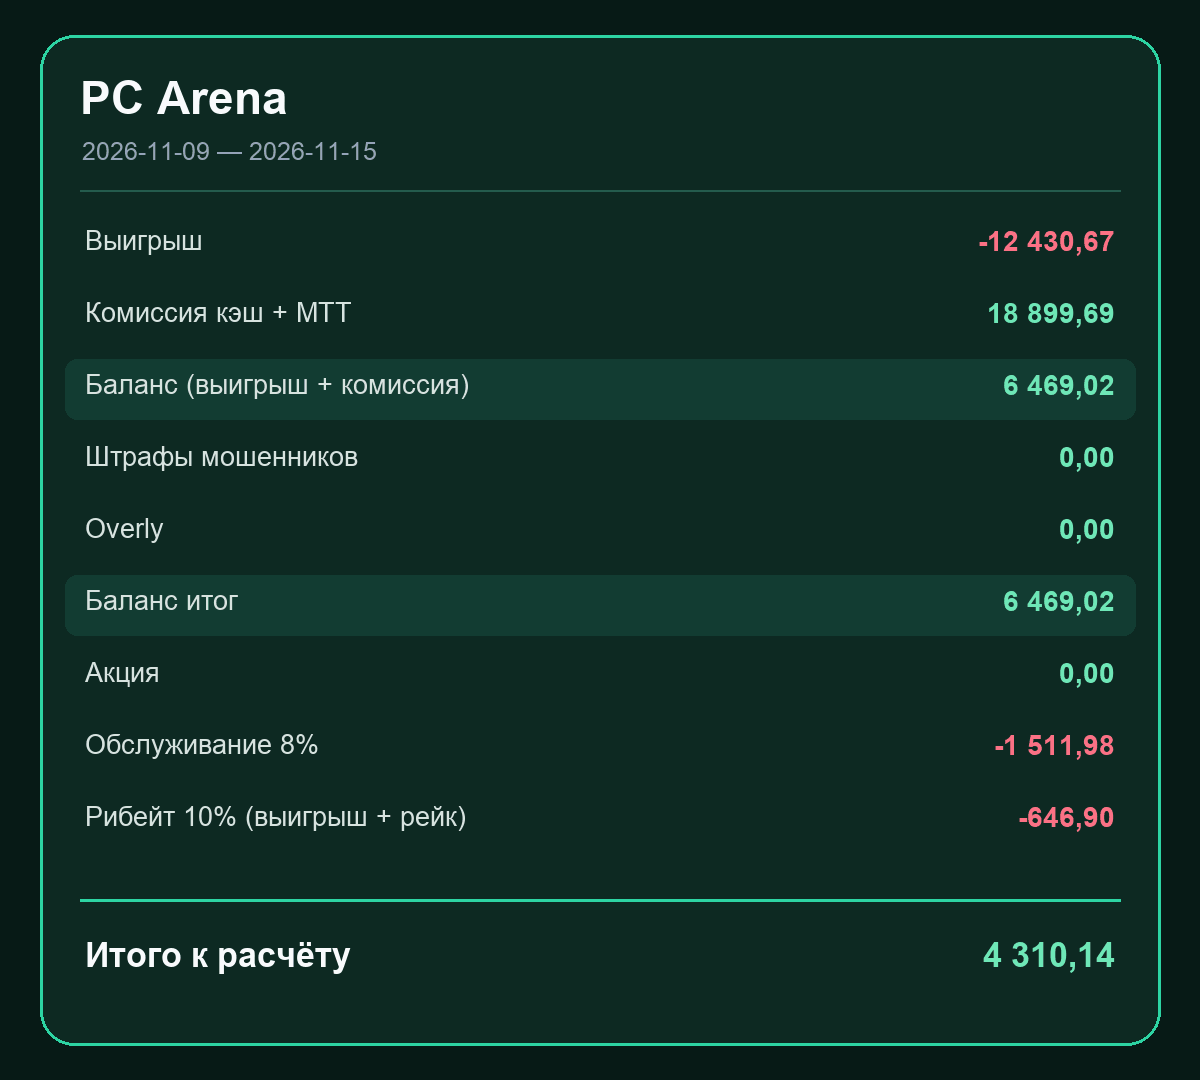 PC Arena
2026-11-09 — 2026-11-15
Выигрыш -12 430,67
Комиссия кэш + МТТ 18 899,69
Баланс (выигрыш + комиссия) 6 469,02
Штрафы мошенников 0,00
Overly 0,00
Баланс итог 6 469,02
Акция 0,00
Обслуживание 8% -1 511,98
Рибейт 10% (выигрыш + рейк) -646,90
Итого к расчёту 4 310,14